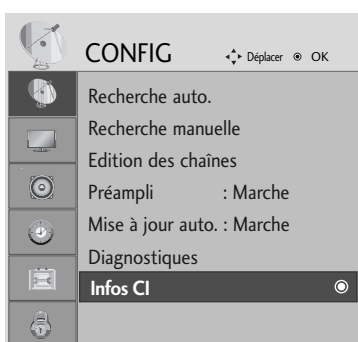 CONFIG Déplacer OK
Recherche auto.
Recherche manuelle
Edition des chaînes
Préampli : Marche
Mise à jour auto. : Marche
Diagnostiques
Infos CI